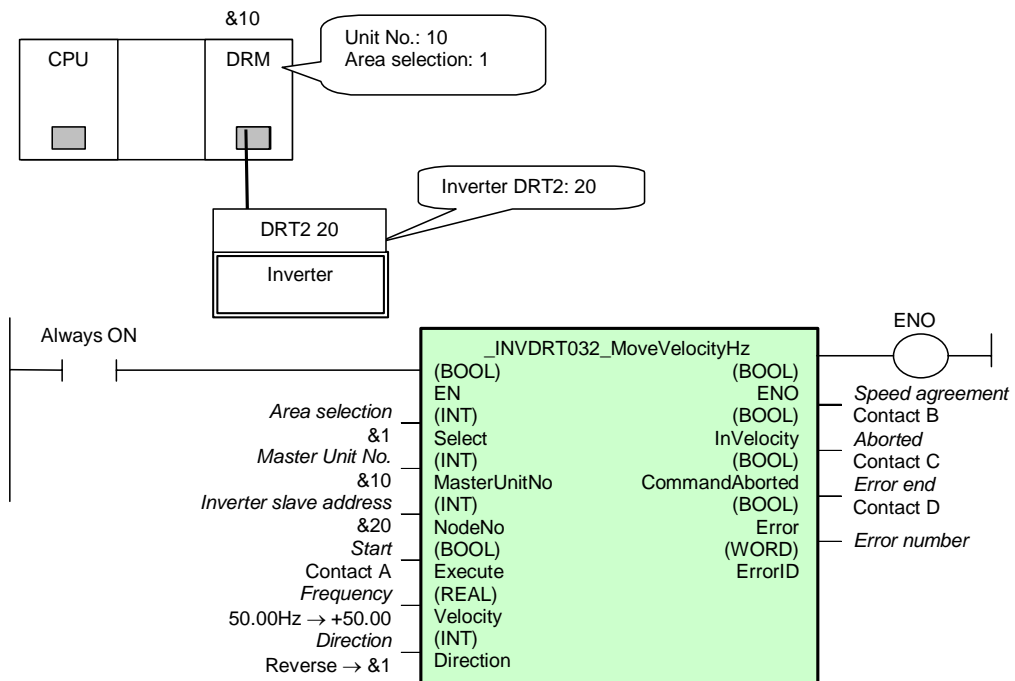 &10
Unit No.: 10
Area selection: 1
CPU
DRM
Inverter DRT2: 20
DRT2 20
Inverter
Always ON
ENO
_INVDRT032_MoveVelocityHz
(BOOL) (BOOL)
EN ENO
Speed agreement
Area selection
(INT) (BOOL)
Contact B
&1
Select InVelocity
Aborted
Master Unit No.
(INT) (BOOL)
Contact C
&10
MasterUnitNo CommandAborted
Error end
Inverter slave address
(INT) (BOOL)
Contact D
&20
NodeNo Error
Error number
Start
(BOOL) (WORD)
Contact A
Execute ErrorID
Frequency
(REAL)
50.00Hz → +50.00
Velocity
Direction
(INT)
Reverse → &1
Direction